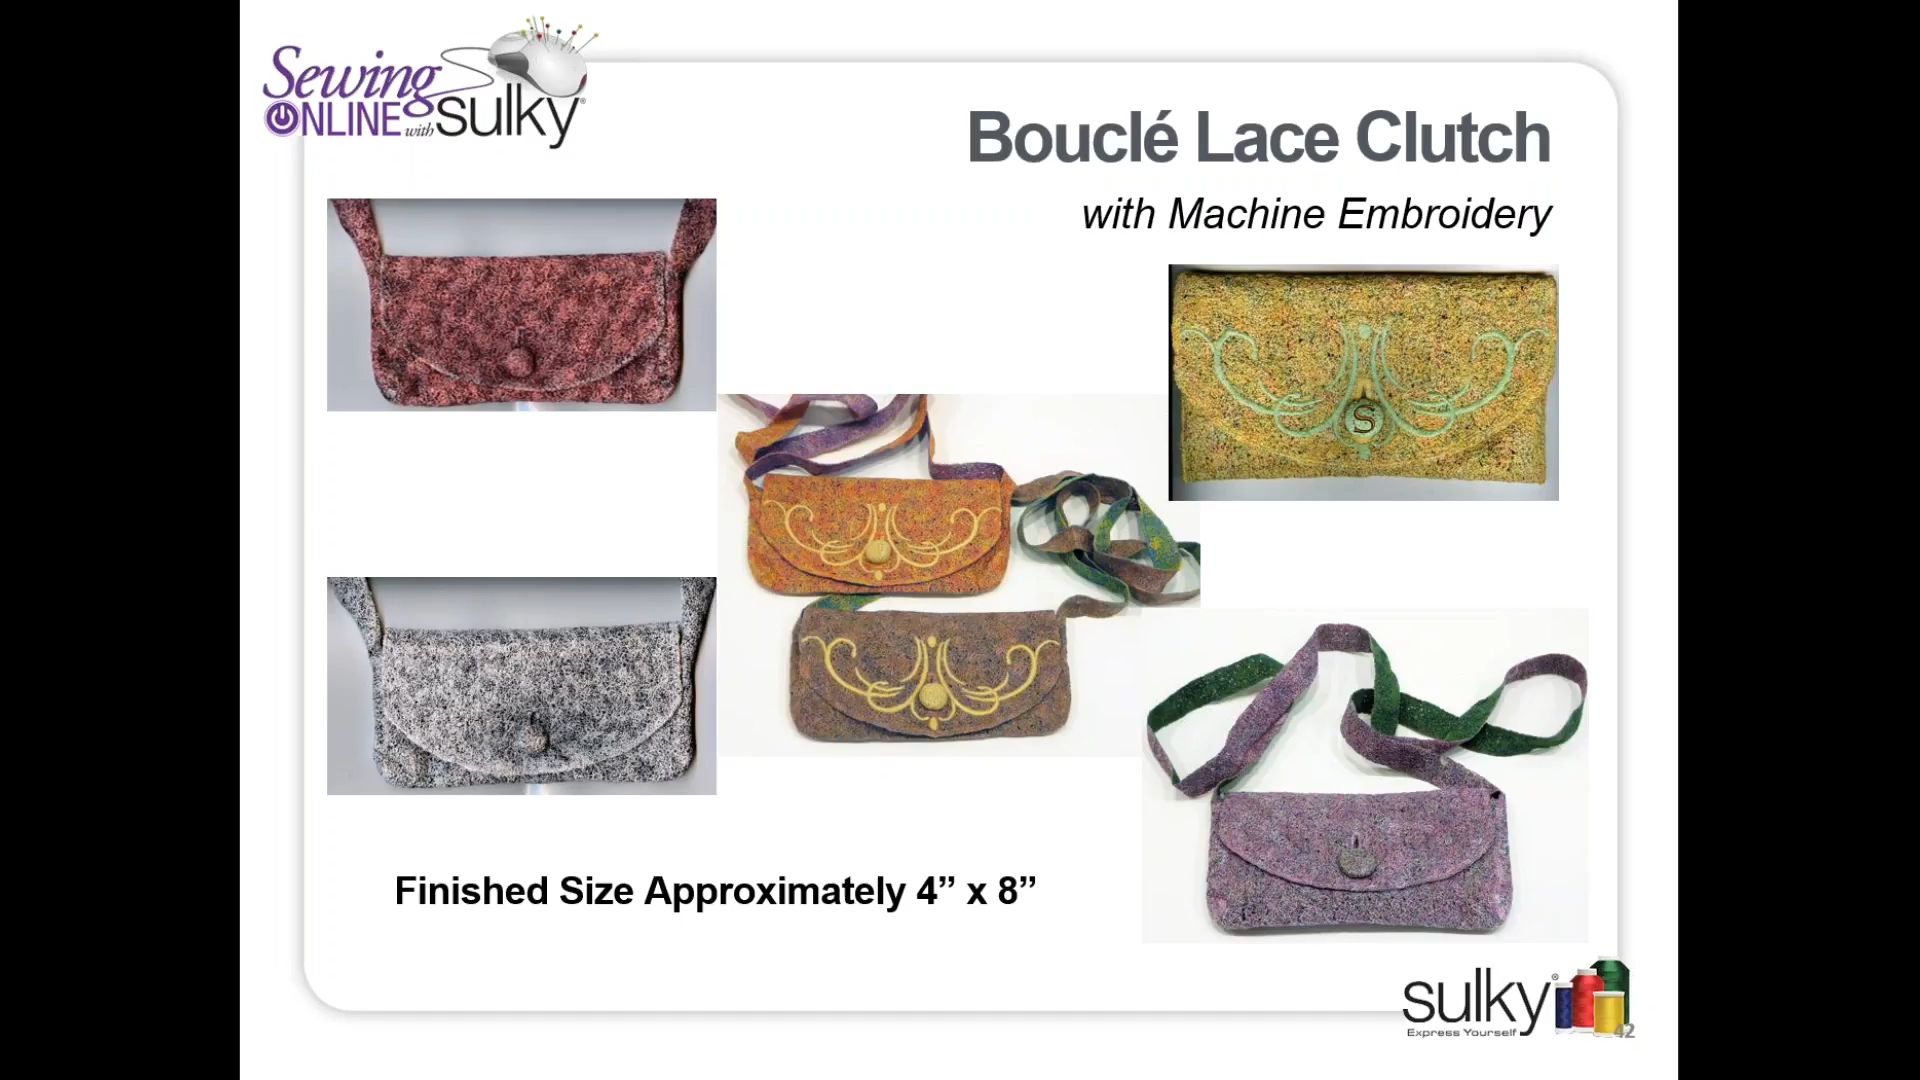 Sewing
ONLINE with sulky®
Bouclé Lace Clutch
with Machine Embroidery
S
Finished Size Approximately 4” x 8”
sulky®
Express Yourself
42